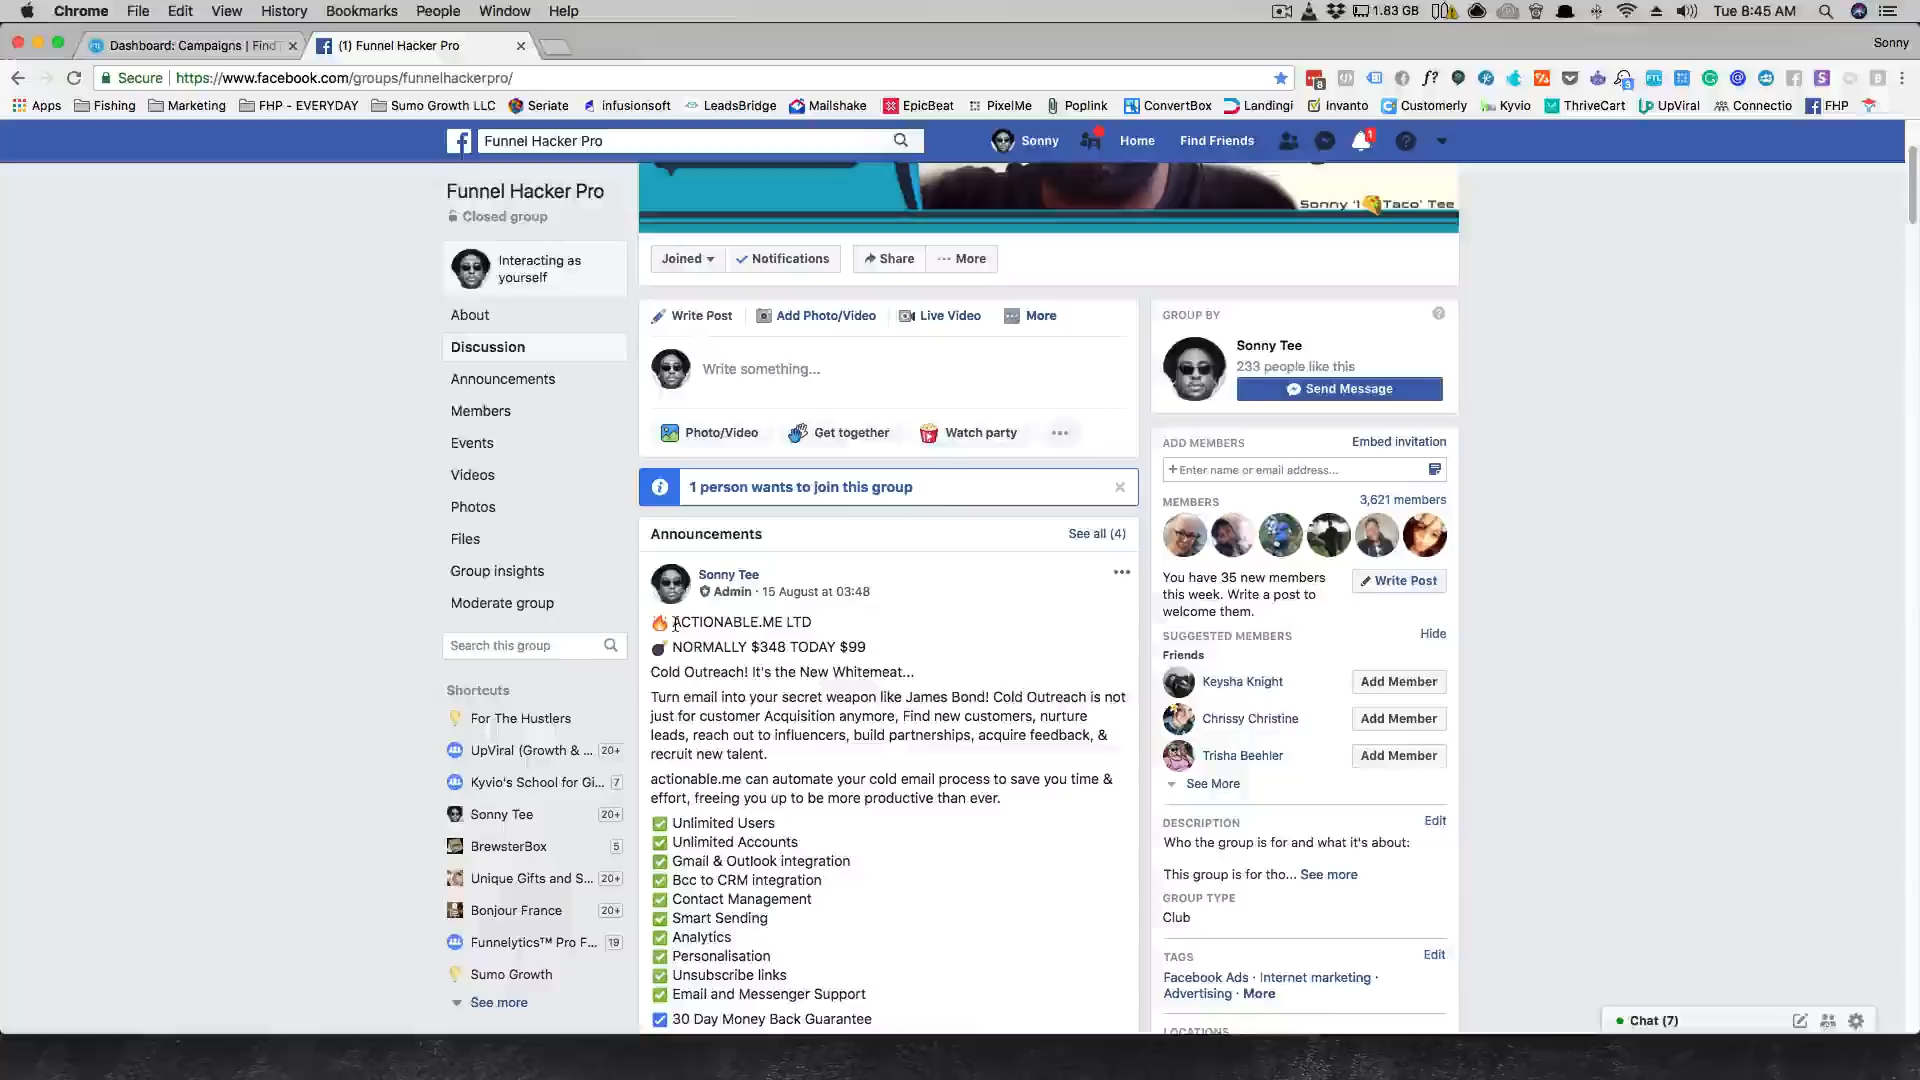 Chrome File Edit View History Bookmarks People Window Help 1.83 GB Tue 8:45 AM
Dashboard: Campaigns | Find (1) Funnel Hacker Pro Sonny
Secure https://www.facebook.com/groups/funnelhackerpro/
Apps Fishing Marketing FHP - EVERYDAY Sumo Growth LLC Seriate infusionsoft LeadsBridge Mailshake EpicBeat PixelMe Poplink ConvertBox Landingi Invanto Customerly Kyvio ThriveCart UpViral Connectio FHP
Funnel Hacker Pro Sonny Home Find Friends 1
Sonny '1 Taco' Tee
Funnel Hacker Pro
Closed group
Interacting as
yourself
About
Discussion
Announcements
Members
Events
Videos
Photos
Files
Group insights
Moderate group
Search this group
Shortcuts
For The Hustlers
UpViral (Growth & ... 20+
Kyvio's School for Gi... 7
Sonny Tee 20+
BrewsterBox 5
Unique Gifts and S... 20+
Bonjour France 20+
Funnelytics™ Pro F... 19
Sumo Growth
See more
Joined Notifications Share More
Write Post Add Photo/Video Live Video More
Write something...
Photo/Video Get together Watch party
1 person wants to join this group
Announcements See all (4)
Sonny Tee
Admin · 15 August at 03:48
🔥 ACTIONABLE.ME LTD
💣 NORMALLY $348 TODAY $99
Cold Outreach! It's the New Whitemeat...
Turn email into your secret weapon like James Bond! Cold Outreach is not
just for customer Acquisition anymore, Find new customers, nurture
leads, reach out to influencers, build partnerships, acquire feedback, &
recruit new talent.
actionable.me can automate your cold email process to save you time &
effort, freeing you up to be more productive than ever.
✅ Unlimited Users
✅ Unlimited Accounts
✅ Gmail & Outlook integration
✅ Bcc to CRM integration
✅ Contact Management
✅ Smart Sending
✅ Analytics
✅ Personalisation
✅ Unsubscribe links
✅ Email and Messenger Support
☑ 30 Day Money Back Guarantee
GROUP BY
Sonny Tee
233 people like this
Send Message
ADD MEMBERS Embed invitation
+ Enter name or email address...
MEMBERS 3,621 members
You have 35 new members
this week. Write a post to
welcome them.
Write Post
SUGGESTED MEMBERS Hide
Friends
Keysha Knight Add Member
Chrissy Christine Add Member
Trisha Beehler Add Member
See More
DESCRIPTION Edit
Who the group is for and what it's about:
This group is for tho... See more
GROUP TYPE
Club
TAGS Edit
Facebook Ads · Internet marketing ·
Advertising · More
LOCATIONS
Chat (7)